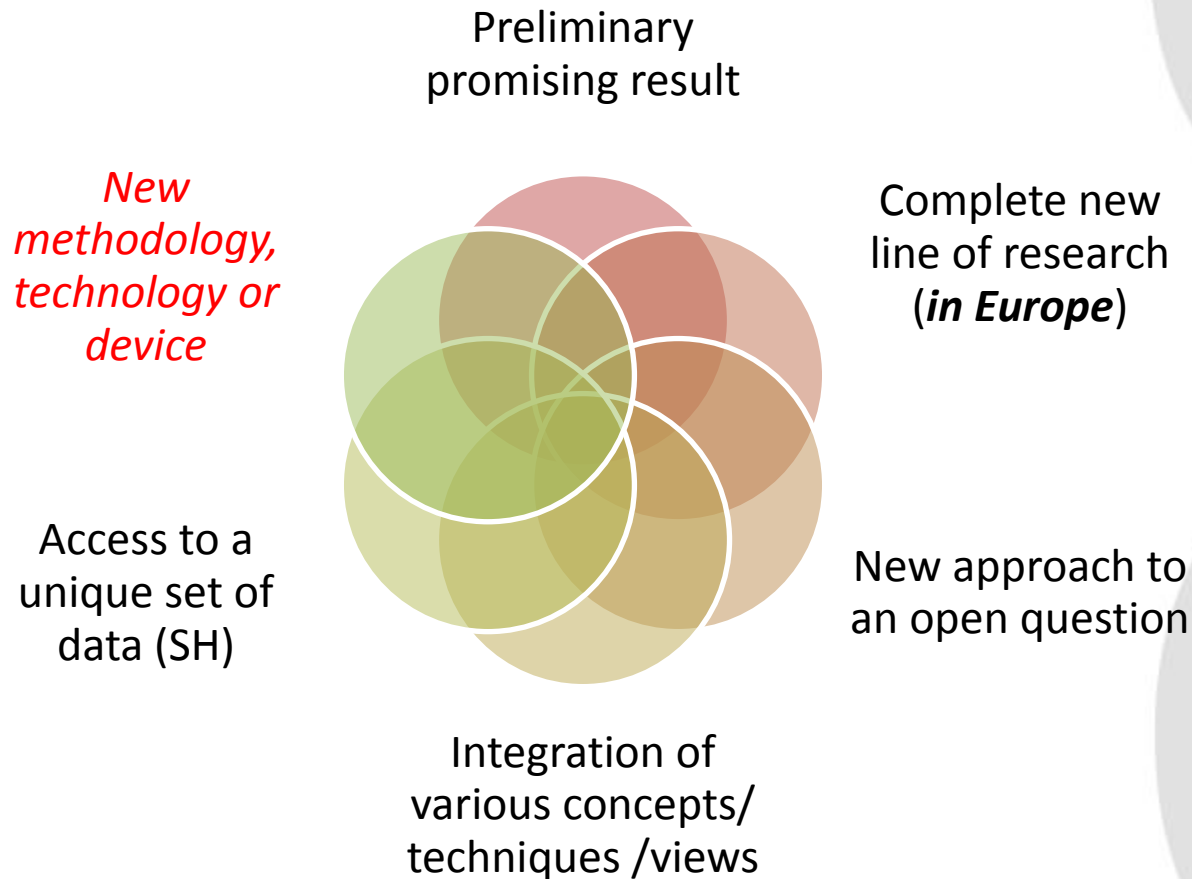 Preliminary
promising result
New
methodology,
technology or
device
Complete new
line of research
(in Europe)
Access to a
unique set of
data (SH)
New approach to
an open question
Integration of
various concepts/
techniques /views